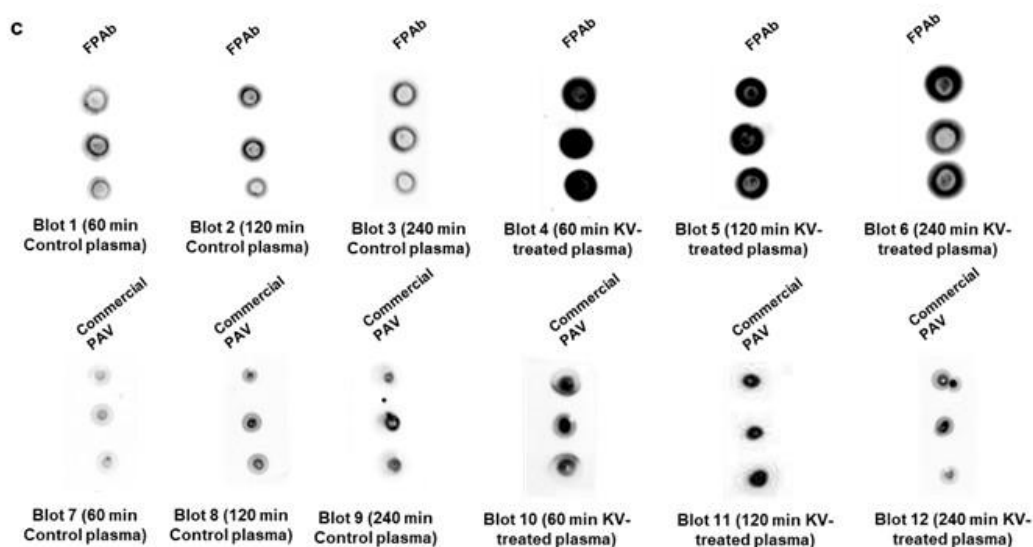 c
FPAb
FPAb
FPAb
FPAb
FPAb
FPAb
Blot 1 (60 min
Control plasma)
Blot 2 (120 min
Control plasma)
Blot 3 (240 min
Control plasma)
Blot 4 (60 min KV-
treated plasma)
Blot 5 (120 min KV-
treated plasma)
Blot 6 (240 min KV-
treated plasma)
Commercial
PAV
Commercial
PAV
Commercial
PAV
Commercial
PAV
Commercial
PAV
Commercial
PAV
Blot 7 (60 min
Control plasma)
Blot 8 (120 min
Control plasma)
Blot 9 (240 min
Control plasma)
Blot 10 (60 min KV-
treated plasma)
Blot 11 (120 min KV-
treated plasma)
Blot 12 (240 min KV-
treated plasma)